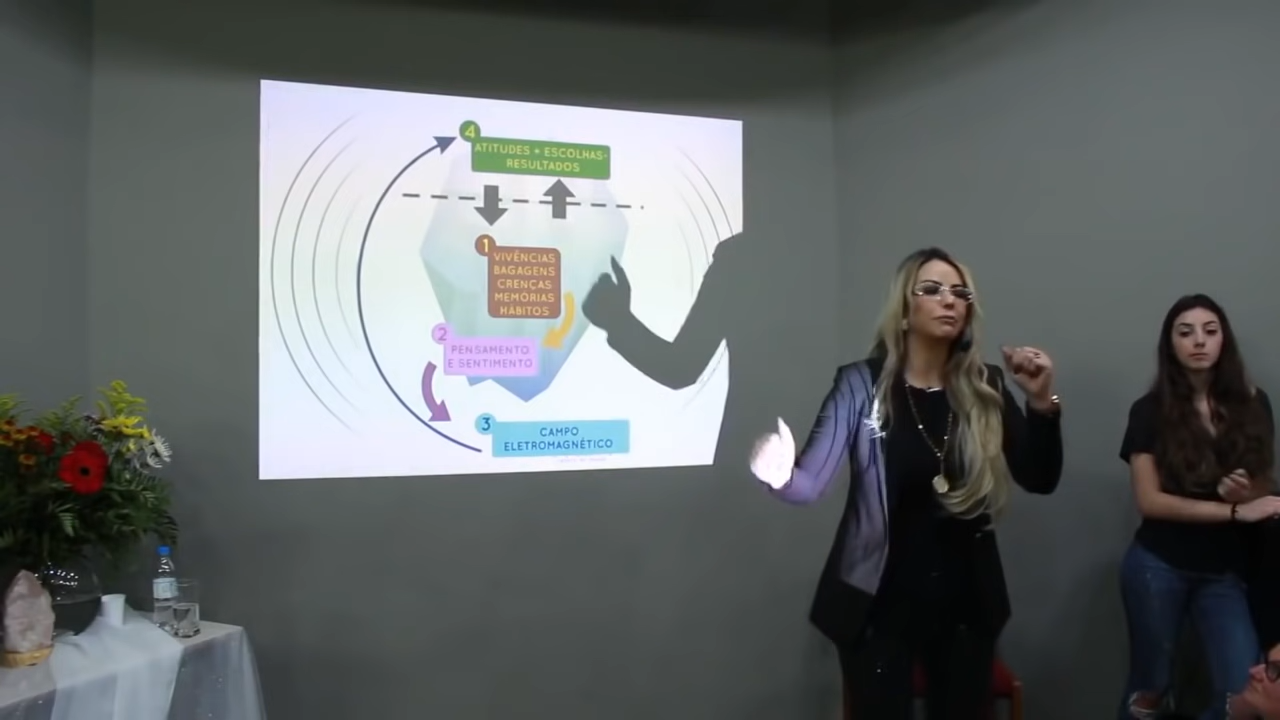 4
ATITUDES + ESCOLHAS-
RESULTADOS
1
VIVÊNCIAS
BAGAGENS
CRENÇAS
MEMÓRIAS
HÁBITOS
2
PENSAMENTO
E SENTIMENTO
3
CAMPO
ELETROMAGNÉTICO